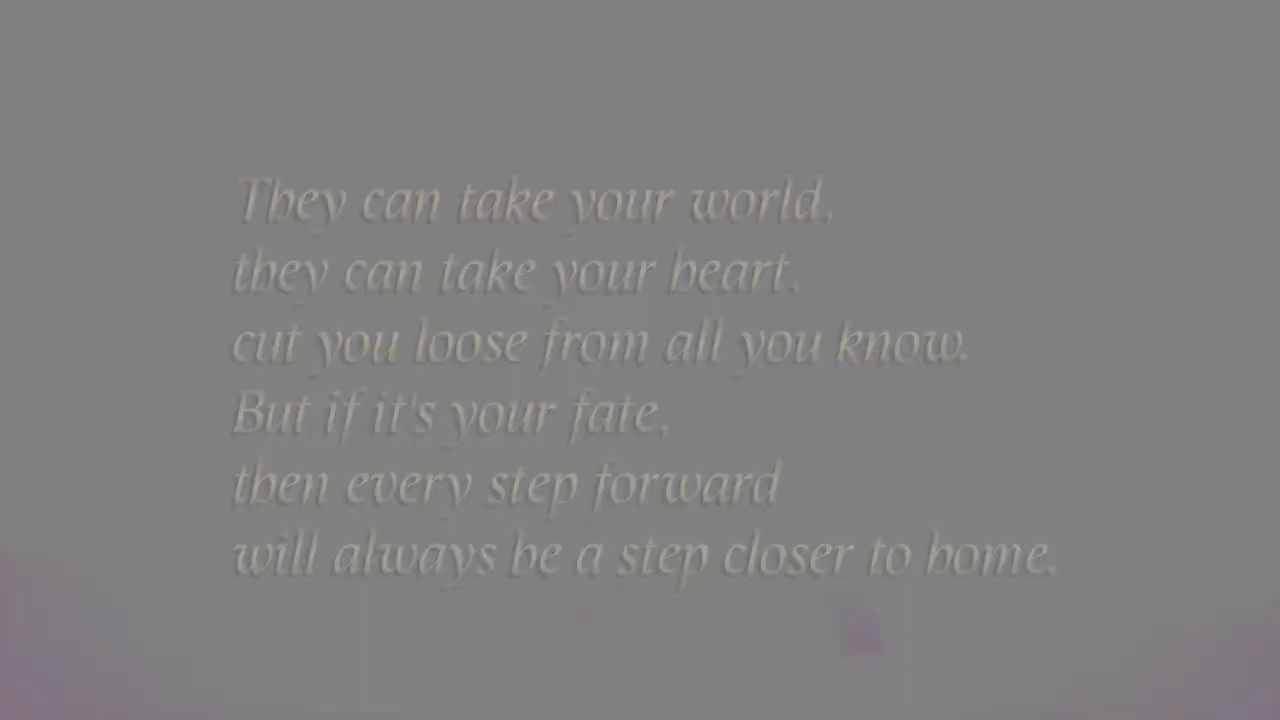 They can take your world,
they can take your heart,
cut you loose from all you know.
But if it's your fate,
then every step forward
will always be a step closer to home.